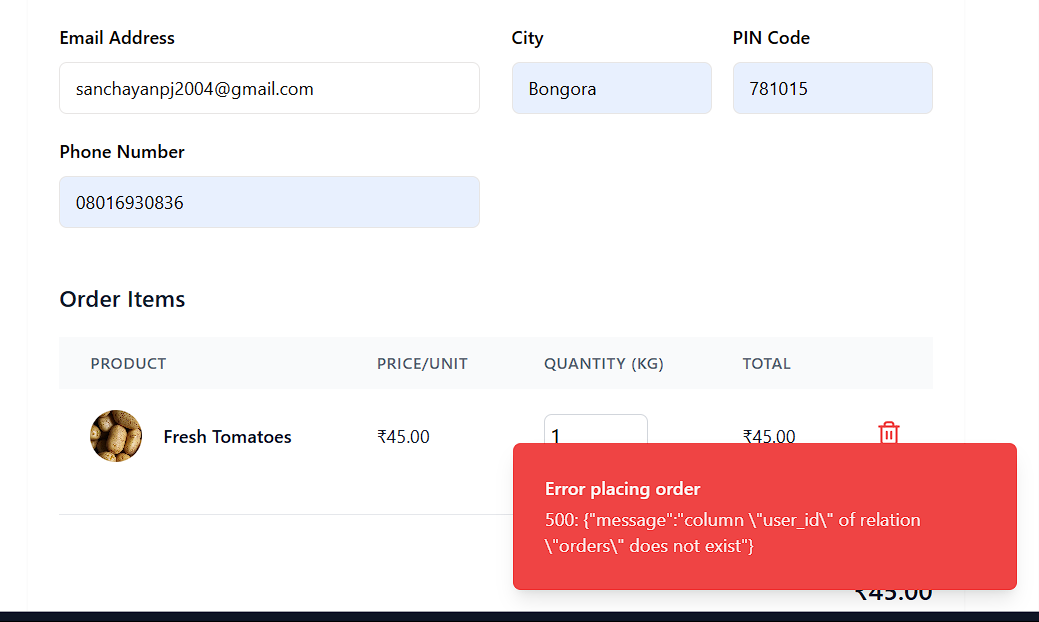 Email Address
City
PIN Code
sanchayanpj2004@gmail.com
Bongora
781015
Phone Number
08016930836
Order Items
PRODUCT
PRICE/UNIT
QUANTITY (KG)
TOTAL
Fresh Tomatoes
₹45.00
1
₹45.00
Error placing order
500: {"message":"column \"user_id\" of relation
\"orders\" does not exist"}
₹45.00